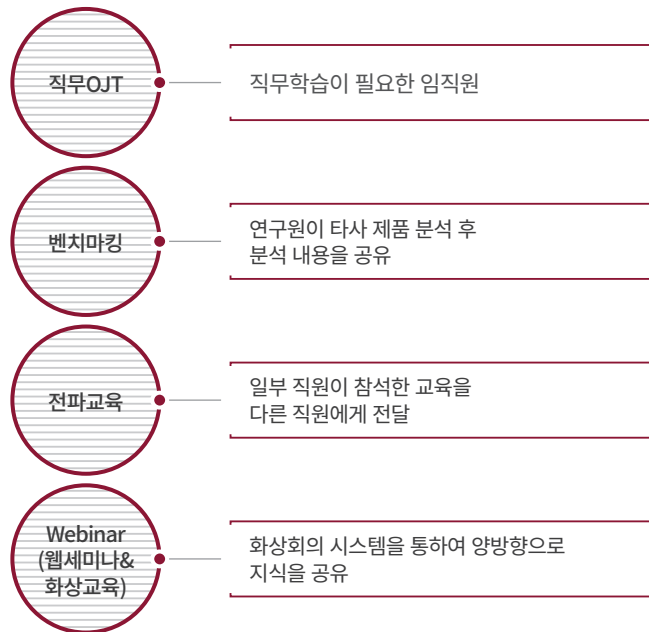 직무OJT
직무학습이 필요한 임직원
벤치마킹
연구원이 타사 제품 분석 후
분석 내용을 공유
전파교육
일부 직원이 참석한 교육을
다른 직원에게 전달
Webinar
(웹세미나&
화상교육)
화상회의 시스템을 통하여 양방향으로
지식을 공유